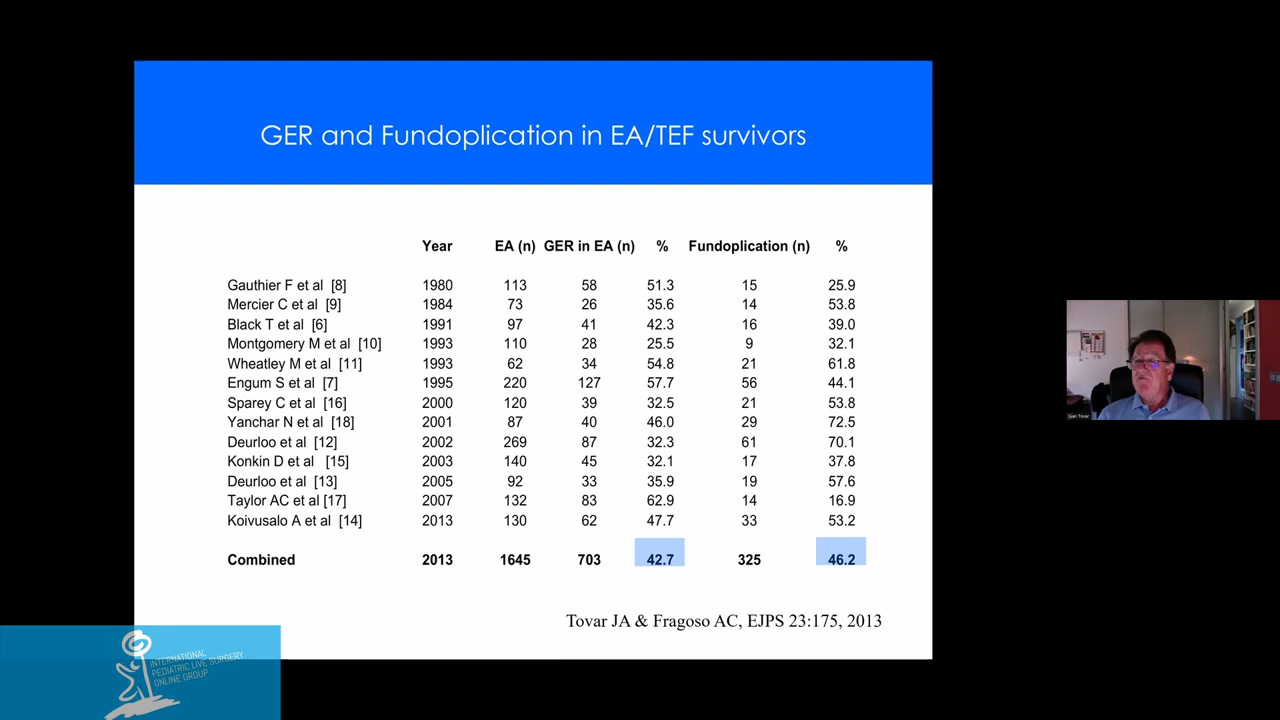 GER and Fundoplication in EA/TEF survivors
Year EA (n) GER in EA (n) % Fundoplication (n) %
Gauthier F et al [8] 1980 113 58 51.3 15 25.9
Mercier C et al [9] 1984 73 26 35.6 14 53.8
Black T et al [6] 1991 97 41 42.3 16 39.0
Montgomery M et al [10] 1993 110 28 25.5 9 32.1
Wheatley M et al [11] 1993 62 34 54.8 21 61.8
Engum S et al [7] 1995 220 127 57.7 56 44.1
Sparey C et al [16] 2000 120 39 32.5 21 53.8
Yanchar N et al [18] 2001 87 40 46.0 29 72.5
Deurloo et al [12] 2002 269 87 32.3 61 70.1
Konkin D et al [15] 2003 140 45 32.1 17 37.8
Deurloo et al [13] 2005 92 33 35.9 19 57.6
Taylor AC et al [17] 2007 132 83 62.9 14 16.9
Koivusalo A et al [14] 2013 130 62 47.7 33 53.2
Combined 2013 1645 703 42.7 325 46.2
Tovar JA & Fragoso AC, EJPS 23:175, 2013
INTERNATIONAL
PEDIATRIC LIVE SURGERY
ONLINE GROUP